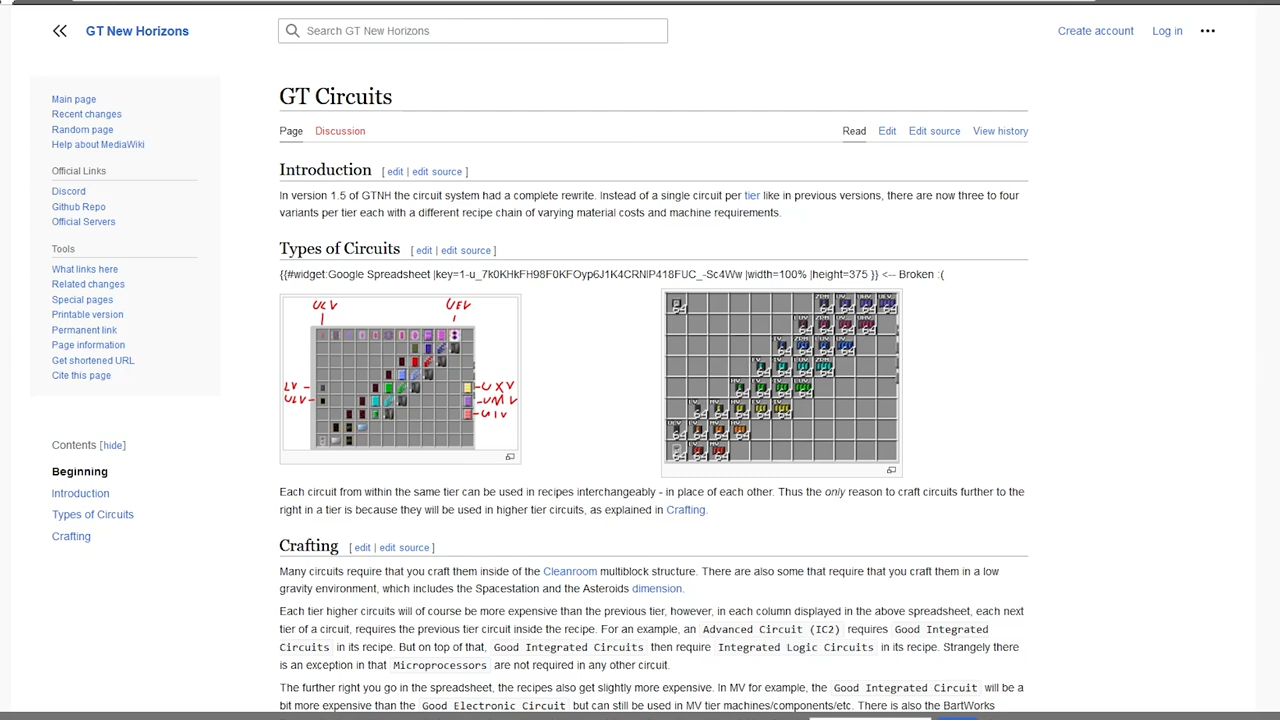 GT New Horizons
Search GT New Horizons
Create account
Log in
Main page
Recent changes
Random page
Help about MediaWiki
Official Links
Discord
Github Repo
Official Servers
Tools
What links here
Related changes
Special pages
Printable version
Permanent link
Page information
Get shortened URL
Cite this page
Contents [hide]
Beginning
Introduction
Types of Circuits
Crafting
GT Circuits
Page Discussion
Read Edit Edit source View history
Introduction [ edit | edit source ]
In version 1.5 of GTNH the circuit system had a complete rewrite. Instead of a single circuit per tier like in previous versions, there are now three to four
variants per tier each with a different recipe chain of varying material costs and machine requirements.
Types of Circuits [ edit | edit source ]
{{#widget:Google Spreadsheet |key=1-u_7k0KHkFH98F0KFOyp6J1K4CRNlP418FUC_-Sc4Ww |width=100% |height=375 }} <-- Broken :(
ULV UEV
LV
ULV
UXV
UMV
UIV
Each circuit from within the same tier can be used in recipes interchangeably - in place of each other. Thus the only reason to craft circuits further to the
right in a tier is because they will be used in higher tier circuits, as explained in Crafting.
Crafting [ edit | edit source ]
Many circuits require that you craft them inside of the Cleanroom multiblock structure. There are also some that require that you craft them in a low
gravity environment, which includes the Spacestation and the Asteroids dimension.
Each tier higher circuits will of course be more expensive than the previous tier, however, in each column displayed in the above spreadsheet, each next
tier of a circuit, requires the previous tier circuit inside the recipe. For an example, an Advanced Circuit (IC2) requires Good Integrated
Circuits in its recipe. But on top of that, Good Integrated Circuits then require Integrated Logic Circuits in its recipe. Strangely there
is an exception in that Microprocessors are not required in any other circuit.
The further right you go in the spreadsheet, the recipes also get slightly more expensive. In MV for example, the Good Integrated Circuit will be a
bit more expensive than the Good Electronic Circuit but can still be used in MV tier machines/components/etc. There is also the BartWorks